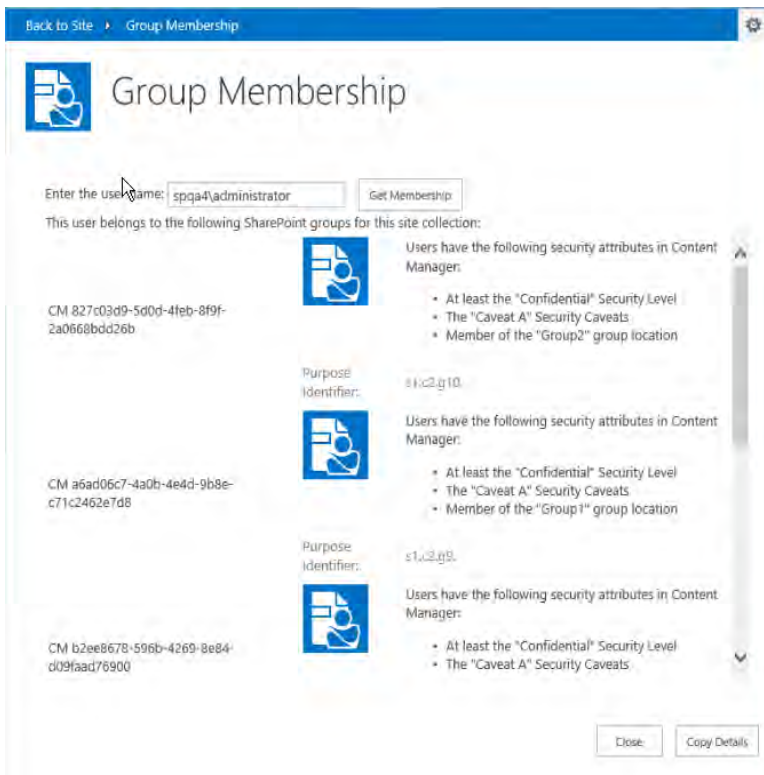 Back to Site ▸ Group Membership
Group Membership
Enter the user name: spqa4\administrator Get Membership
This user belongs to the following SharePoint groups for this site collection:
CM 827c03d9-5d0d-4feb-8f9f-
2a0668bdd26b
Users have the following security attributes in Content
Manager:
• At least the "Confidential" Security Level
• The "Caveat A" Security Caveats
• Member of the "Group2" group location
Purpose
Identifier:
s1,c2,g10,
CM a6ad06c7-4a0b-4e4d-9b8e-
c71c2462e7d8
Users have the following security attributes in Content
Manager:
• At least the "Confidential" Security Level
• The "Caveat A" Security Caveats
• Member of the "Group1" group location
Purpose
Identifier:
s1,c2,g9,
CM b2ee8678-596b-4269-8e84-
d09faad76900
Users have the following security attributes in Content
Manager:
• At least the "Confidential" Security Level
• The "Caveat A" Security Caveats
Close Copy Details